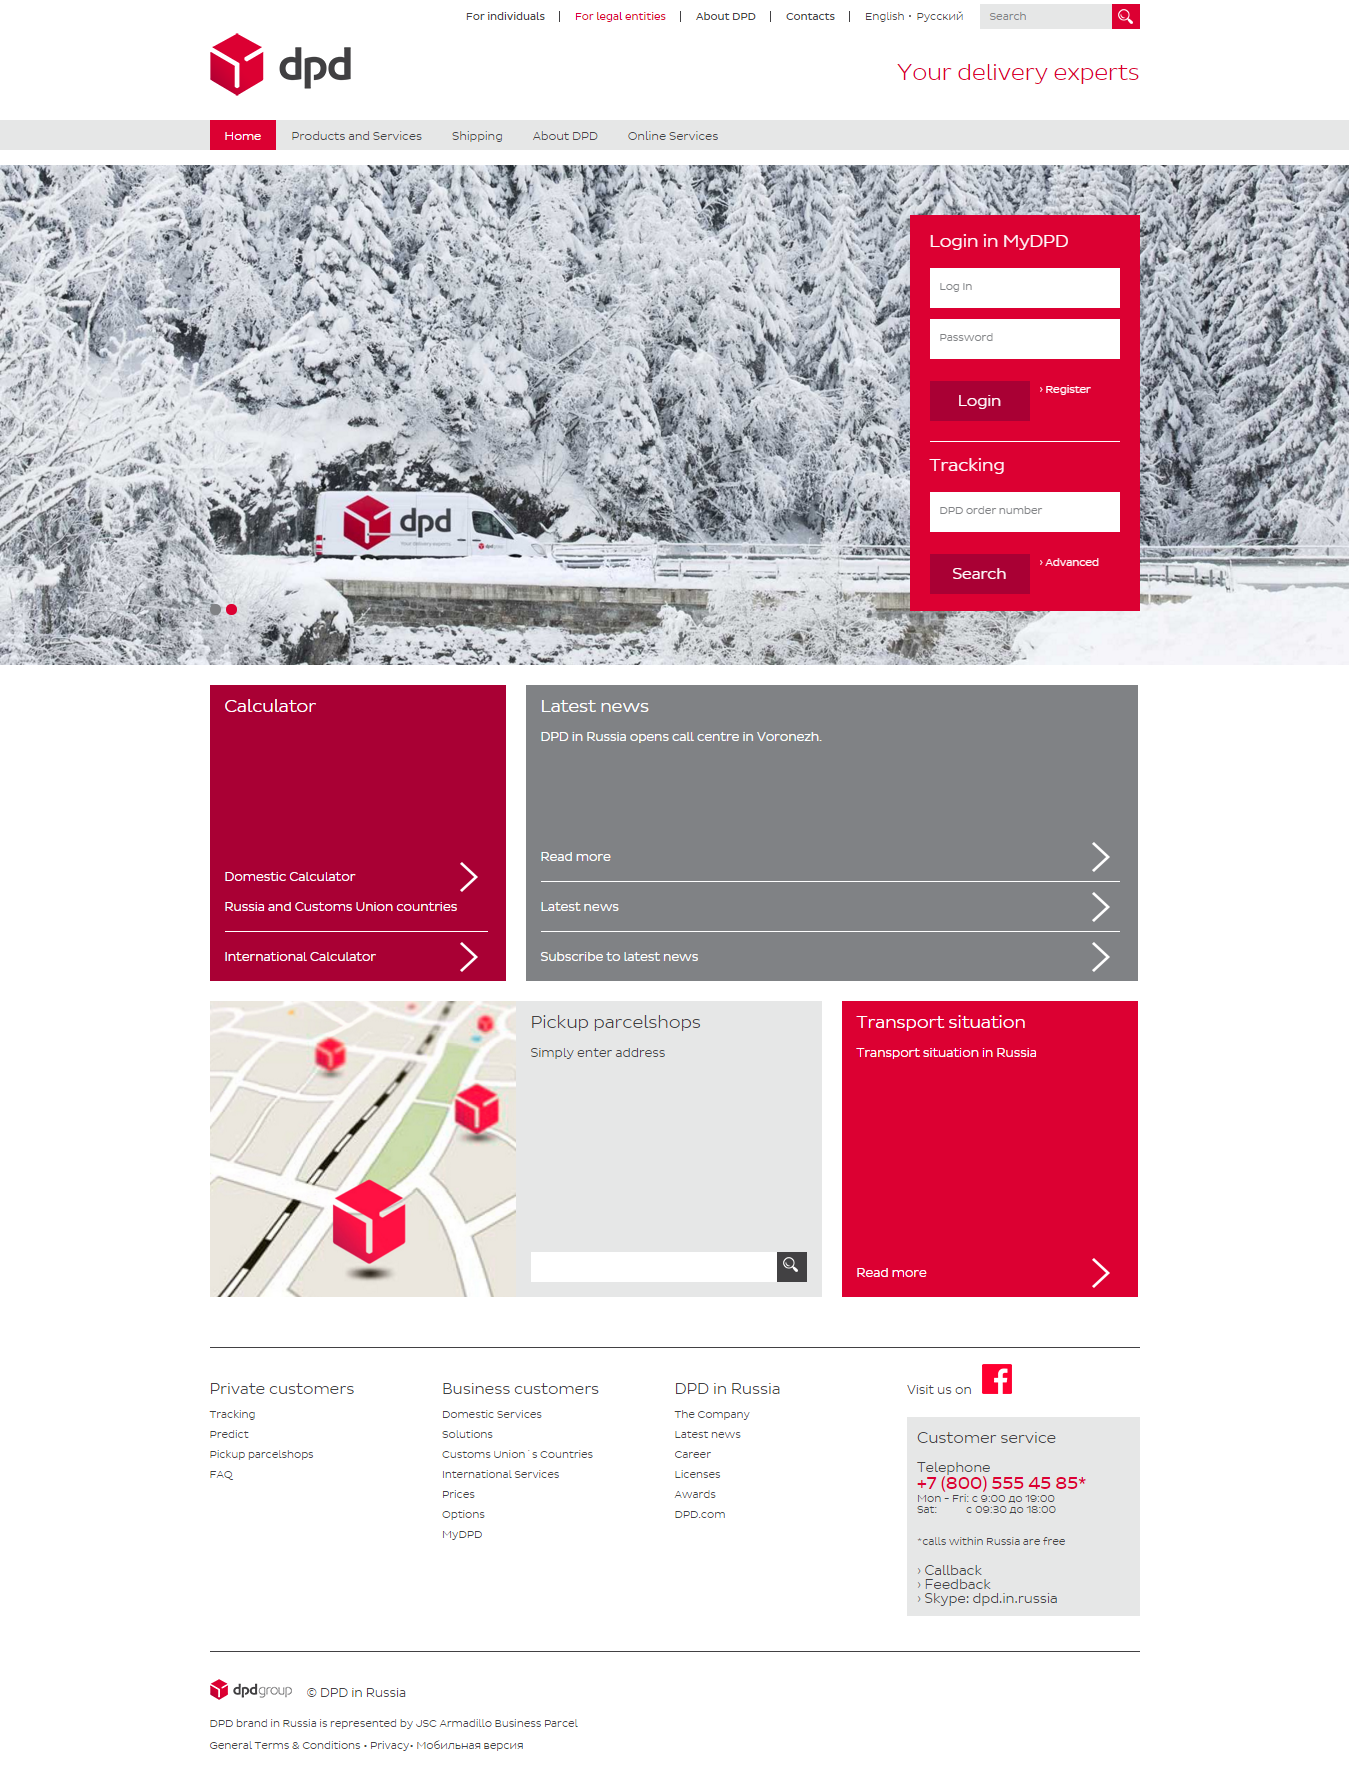 For individuals | For legal entities | About DPD | Contacts | English • Русский Search
dpd
Your delivery experts
Home Products and Services Shipping About DPD Online Services
Login in MyDPD
Log In
Password
Login › Register
Tracking
DPD order number
dpd
Your delivery experts
dpdgroup
Search › Advanced
Calculator
Domestic Calculator
Russia and Customs Union countries
International Calculator
Latest news
DPD in Russia opens call centre in Voronezh.
Read more
Latest news
Subscribe to latest news
Pickup parcelshops
Simply enter address
Transport situation
Transport situation in Russia
Read more
Private customers
Tracking
Predict
Pickup parcelshops
FAQ
Business customers
Domestic Services
Solutions
Customs Union`s Countries
International Services
Prices
Options
MyDPD
DPD in Russia
The Company
Latest news
Career
Licenses
Awards
DPD.com
Visit us on
Customer service
Telephone
+7 (800) 555 45 85*
Mon - Fri: с 9:00 до 19:00
Sat: с 09:30 до 18:00
*calls within Russia are free
› Callback
› Feedback
› Skype: dpd.in.russia
dpdgroup © DPD in Russia
DPD brand in Russia is represented by JSC Armadillo Business Parcel
General Terms & Conditions • Privacy• Мобильная версия